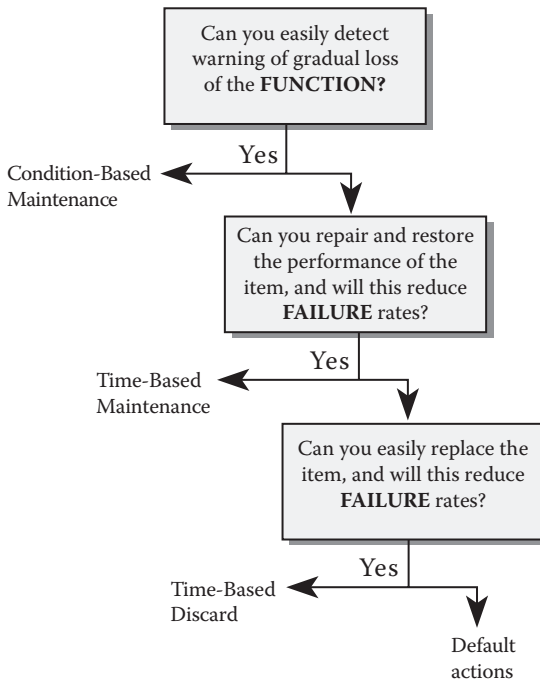 Can you easily detect
warning of gradual loss
of the FUNCTION?
Yes
Condition-Based
Maintenance
Can you repair and restore
the performance of the
item, and will this reduce
FAILURE rates?
Yes
Time-Based
Maintenance
Can you easily replace the
item, and will this reduce
FAILURE rates?
Yes
Time-Based
Discard
Default
actions